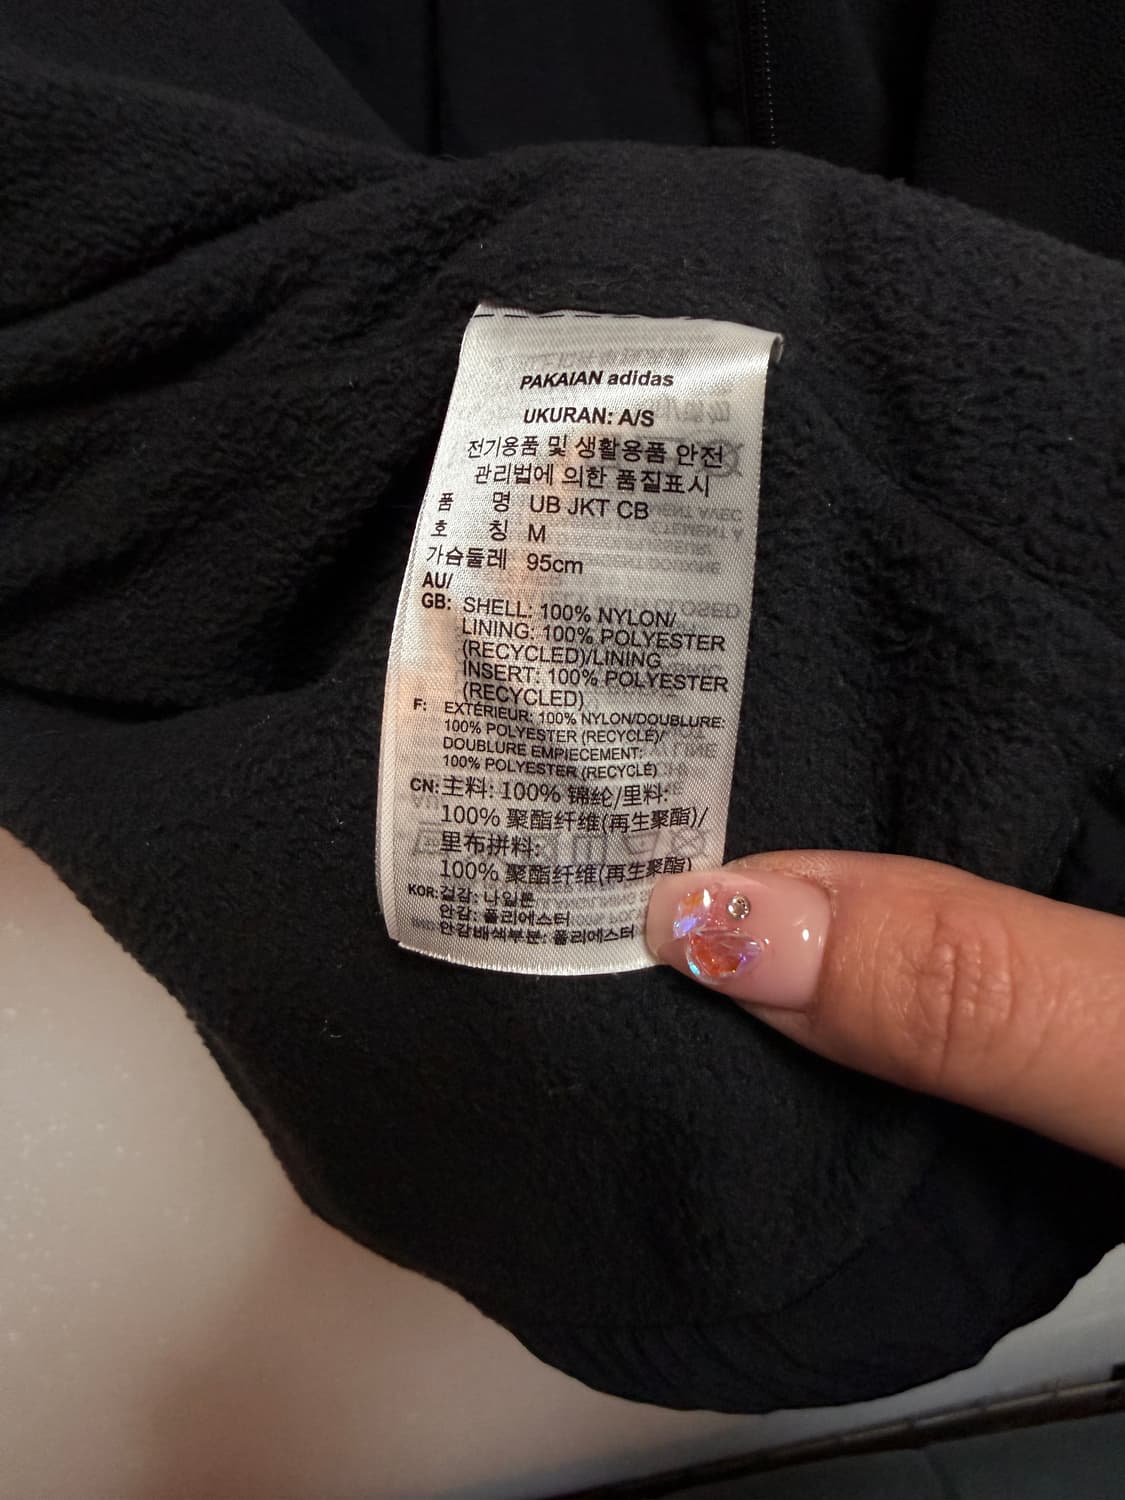 PAKAIAN adidas
UKURAN: A/S
전기용품 및 생활용품 안전
관리법에 의한 품질표시
품 명 UB JKT CB
호 칭 M
가슴둘레 95cm
AU/
GB: SHELL: 100% NYLON/
LINING: 100% POLYESTER
(RECYCLED)/LINING
INSERT: 100% POLYESTER
(RECYCLED)
F: EXTÉRIEUR: 100% NYLON/DOUBLURE:
100% POLYESTER (RECYCLÉ)/
DOUBLURE EMPIECEMENT:
100% POLYESTER (RECYCLÉ)
CN: 主料: 100% 锦纶/里料:
100% 聚酯纤维(再生聚酯)/
里布拼料:
100% 聚酯纤维(再生聚酯)
KOR: 겉감: 나일론
안감: 폴리에스터
안감배색부분: 폴리에스터